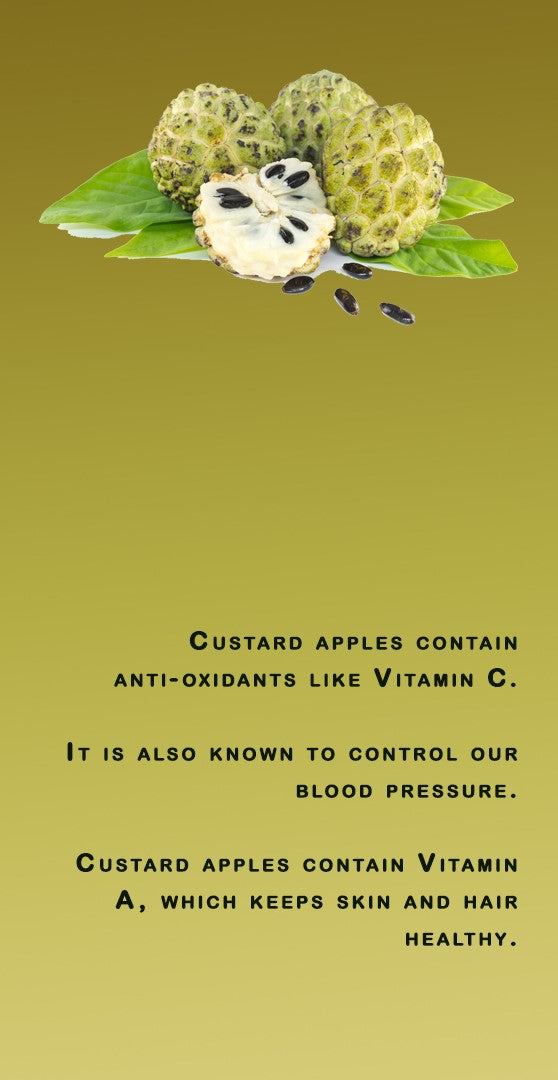 Custard apples contain
anti-oxidants like Vitamin C.
It is also known to control our
blood pressure.
Custard apples contain Vitamin
A, which keeps skin and hair
healthy.